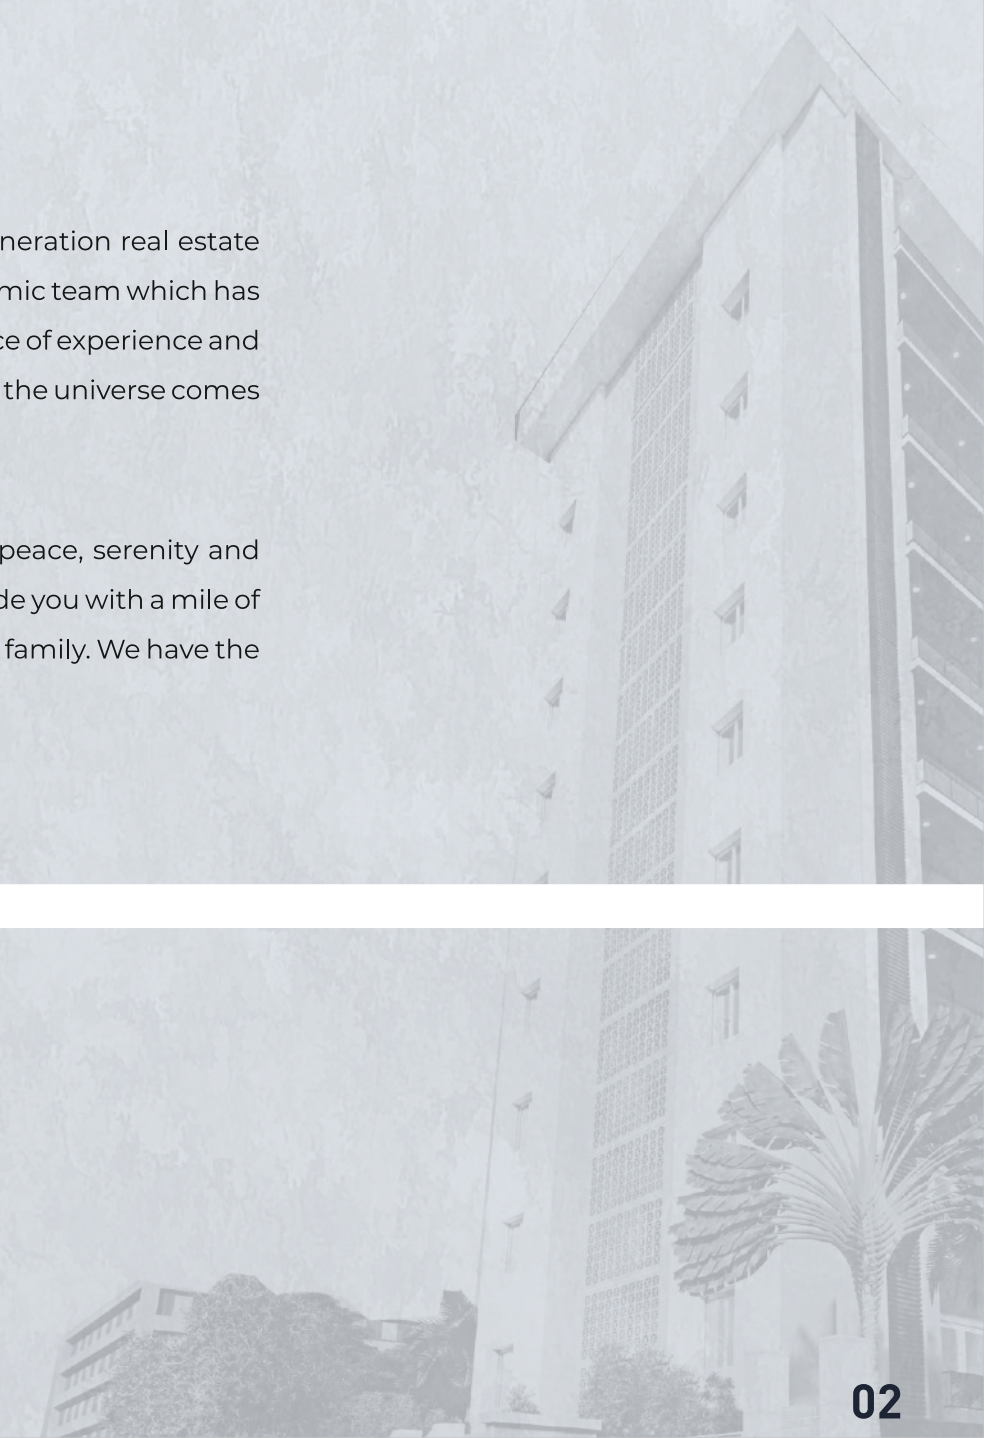 neration real estate
mic team which has
ce of experience and
the universe comes
peace, serenity and
de you with a mile of
family. We have the
02